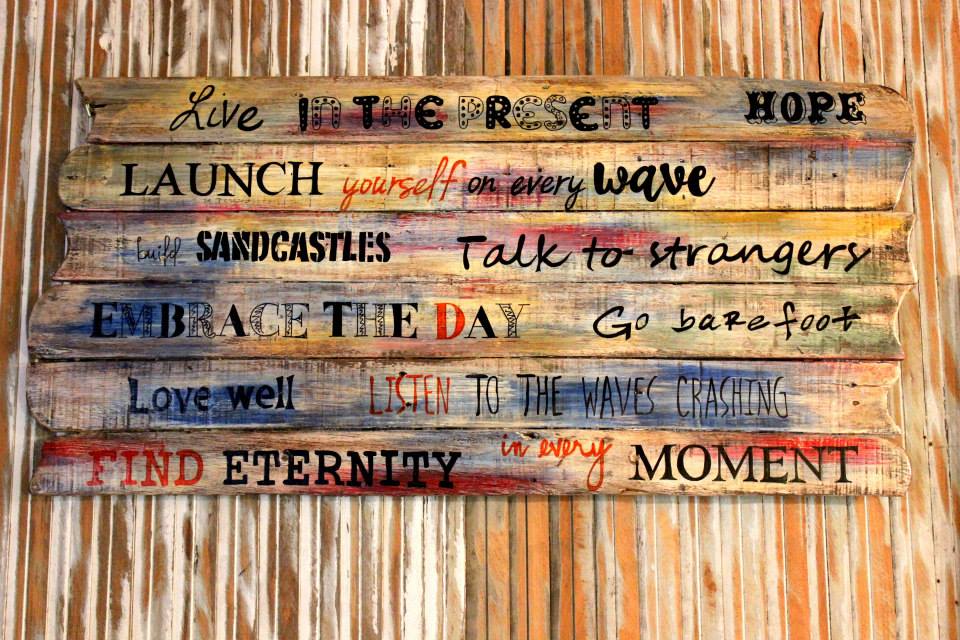 Live IN THE PRESENT HOPE
LAUNCH yourself on every wave
build SANDCASTLES Talk to strangers
EMBRACE THE DAY Go barefoot
Love well LISTEN TO THE WAVES CRASHING
FIND ETERNITY in every MOMENT